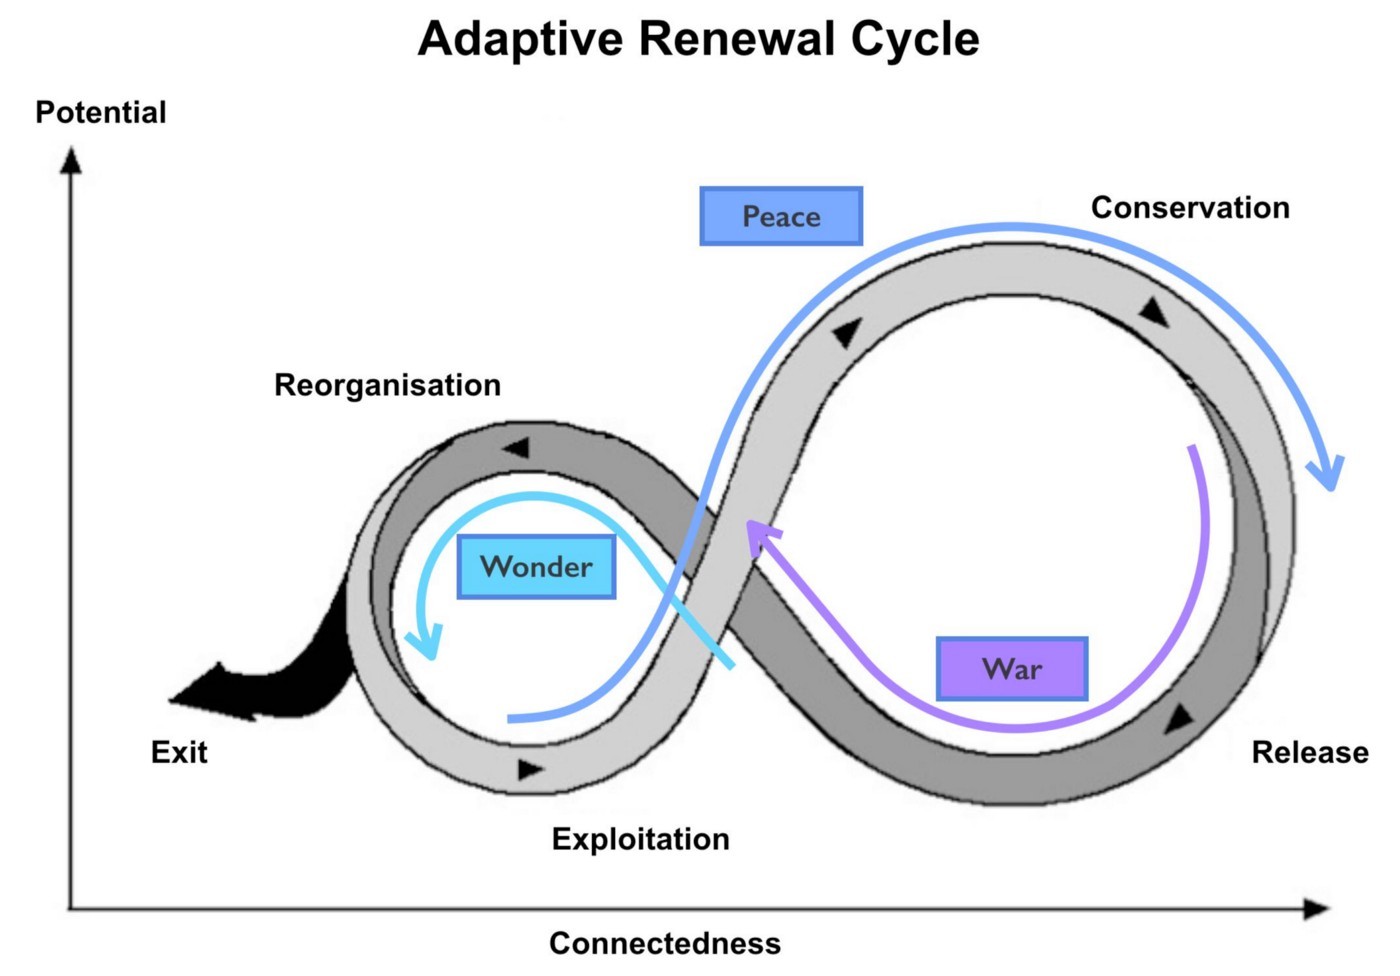 Adaptive Renewal Cycle
Potential
Peace
Conservation
Reorganisation
Wonder
War
Exit
Release
Exploitation
Connectedness